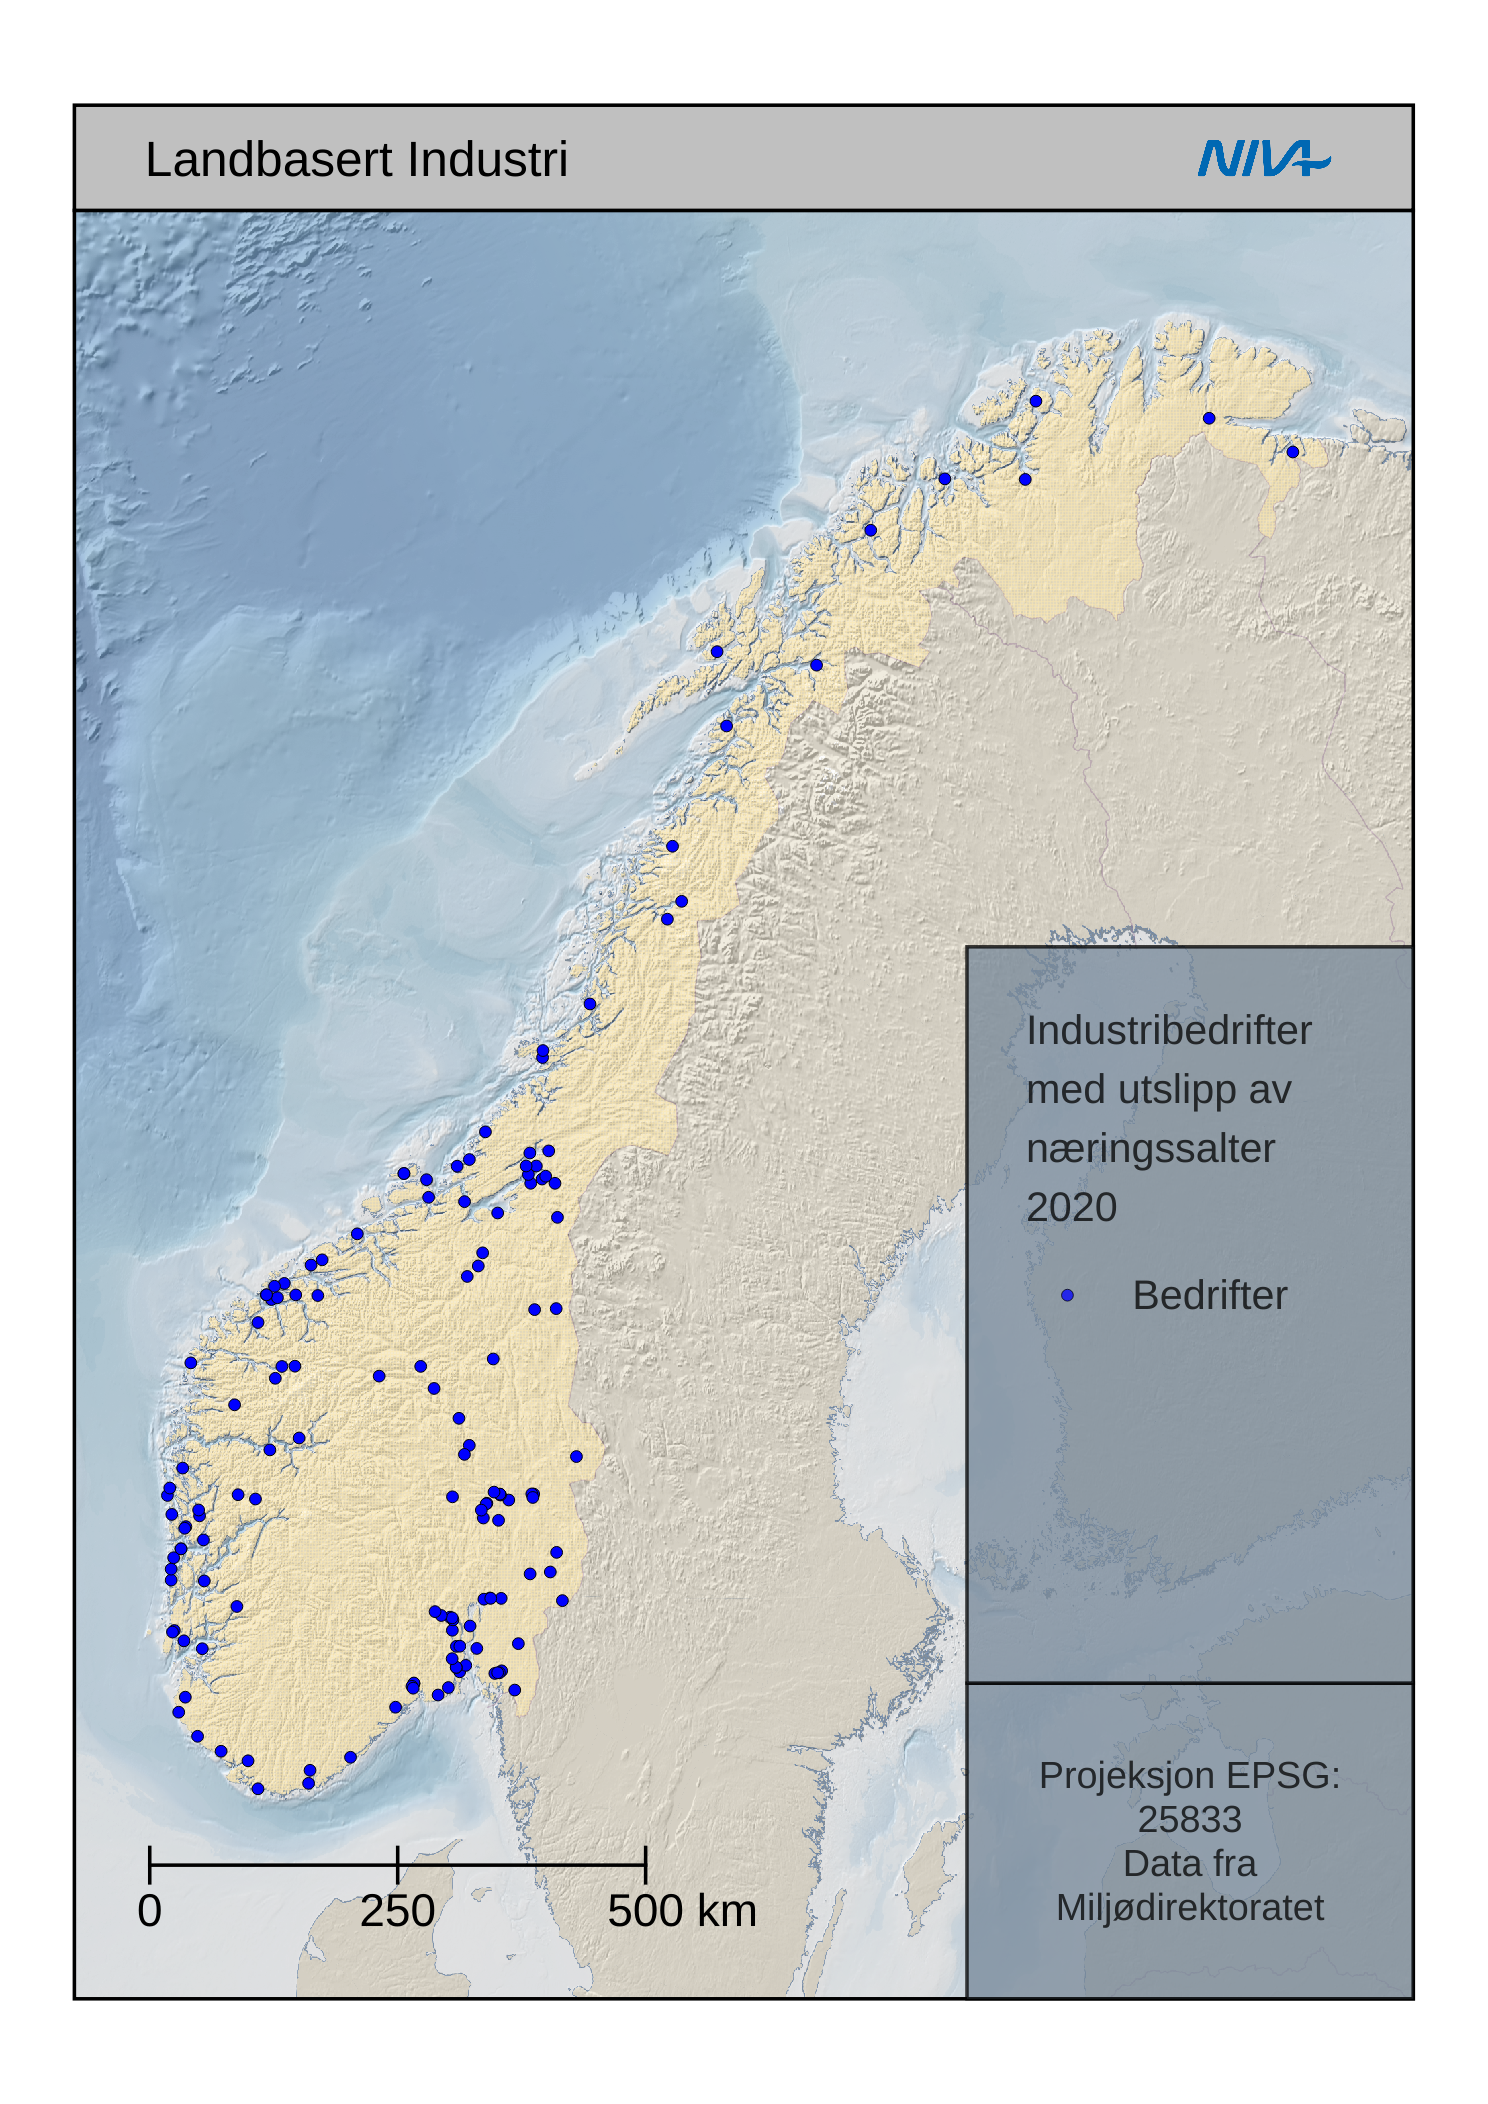 Landbasert Industri
NIVA
Industribedrifter
med utslipp av
næringssalter
2020
Bedrifter
Projeksjon EPSG:
25833
Data fra
Miljødirektoratet
0 250 500 km